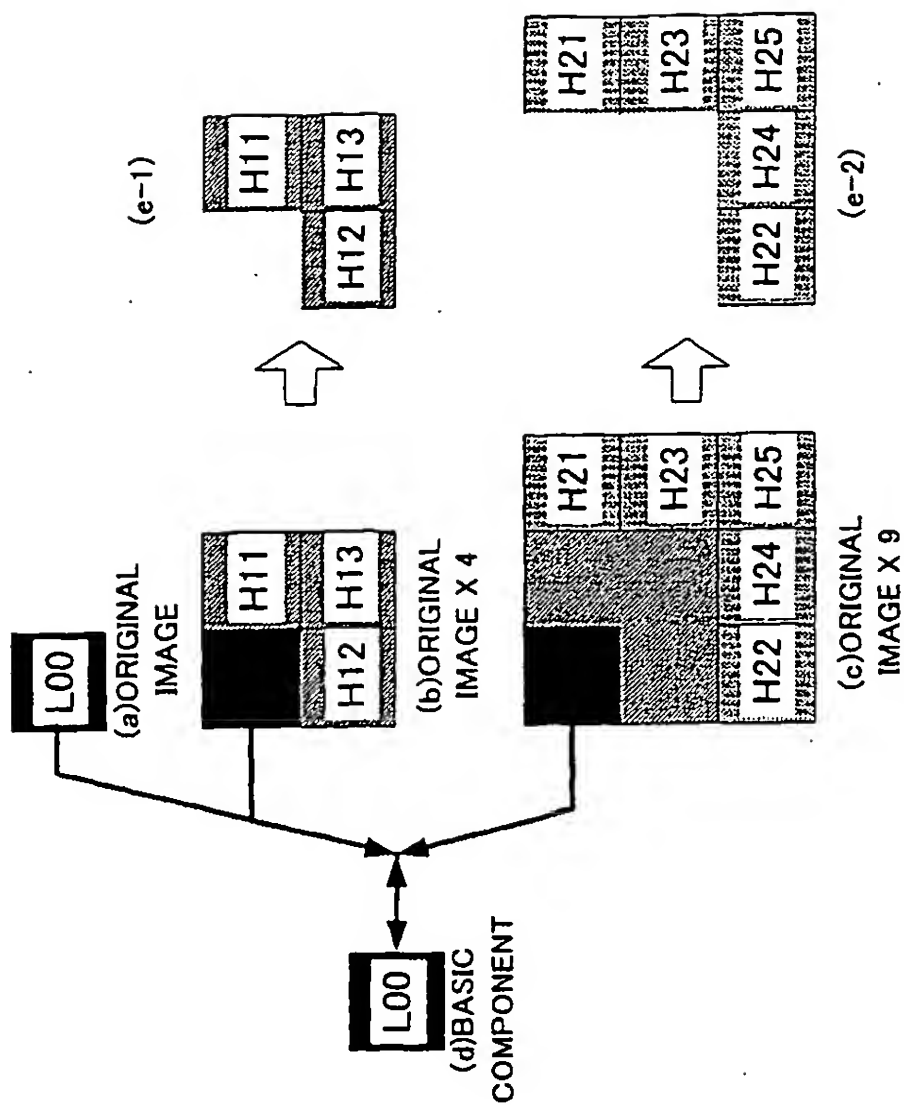 L00
(a)ORIGINAL
IMAGE
H11
H12 H13
(b)ORIGINAL
IMAGE X 4
(e-1)
H11
H12 H13
L00
(d)BASIC
COMPONENT
H21
H23
H22 H24 H25
(c)ORIGINAL
IMAGE X 9
H21
H23
H22 H24 H25
(e-2)